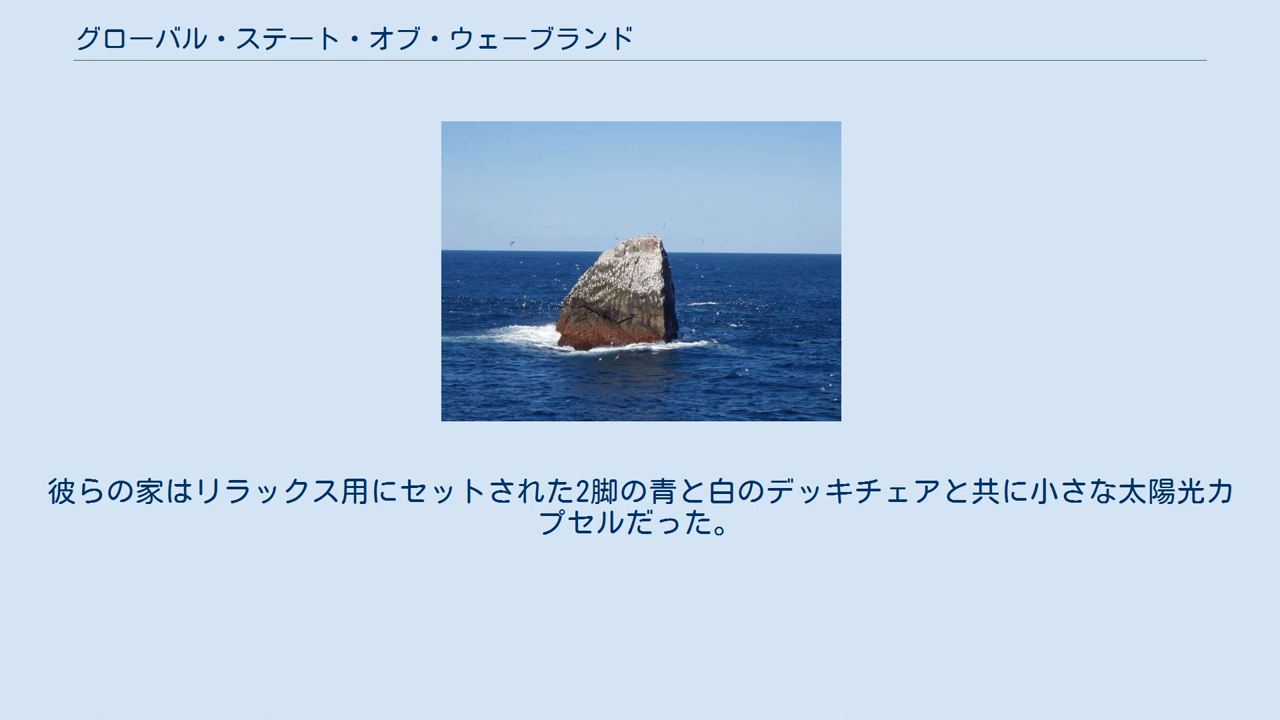 グローバル・ステート・オブ・ウェーブランド
彼らの家はリラックス用にセットされた2脚の青と白のデッキチェアと共に小さな太陽光カ
プセルだった。